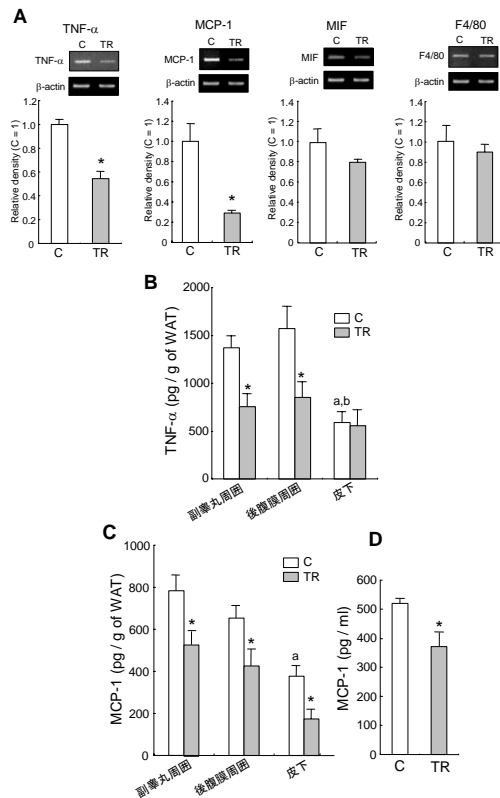 A
TNF-α
MCP-1
MIF
F4/80
C TR
C TR
C TR
C TR
TNF-α
MCP-1
MIF
F4/80
β-actin
β-actin
β-actin
β-actin
Relative density (C = 1)
1.2
1.0
0.8
0.6
0.4
0.2
0
*
C TR
Relative density (C = 1)
1.2
1.0
0.8
0.6
0.4
0.2
0
*
C TR
Relative density (C = 1)
1.2
1.0
0.8
0.6
0.4
0.2
0
C TR
Relative density (C = 1)
1.2
1.0
0.8
0.6
0.4
0.2
0
C TR
B
TNF-α (pg / g of WAT)
2000
1500
1000
500
0
C
TR
*
*
a,b
副睾丸周囲
後腹膜周囲
皮下
C
MCP-1 (pg / g of WAT)
1000
800
600
400
200
0
C
TR
*
*
a
*
副睾丸周囲
後腹膜周囲
皮下
D
MCP-1 (pg / ml)
600
500
400
300
200
100
0
*
C TR